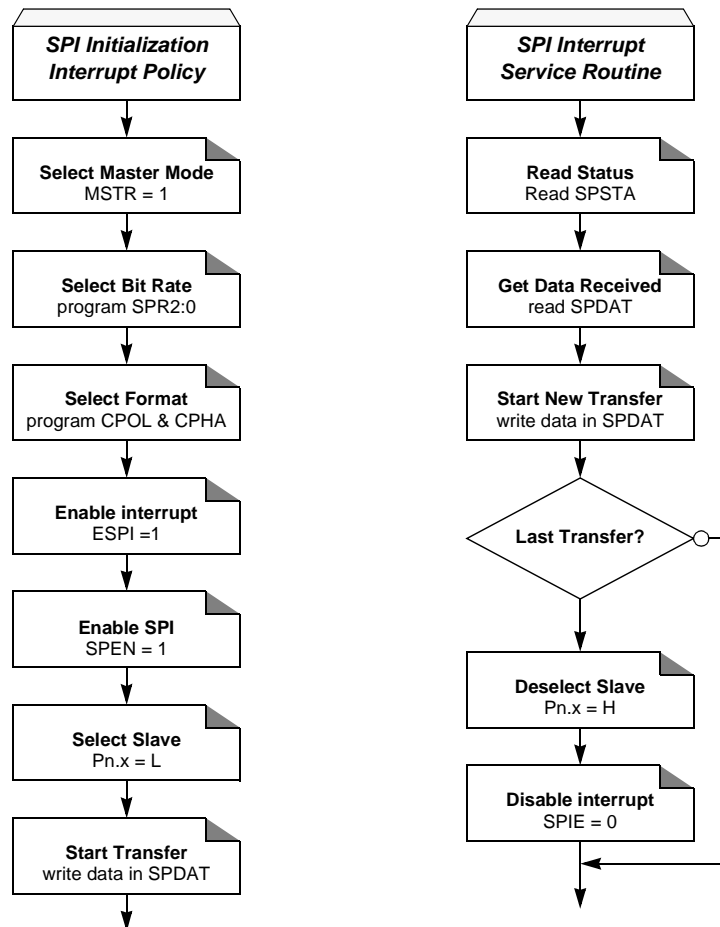 SPI Initialization
Interrupt Policy
Select Master Mode
MSTR = 1
Select Bit Rate
program SPR2:0
Select Format
program CPOL & CPHA
Enable interrupt
ESPI =1
Enable SPI
SPEN = 1
Select Slave
Pn.x = L
Start Transfer
write data in SPDAT
SPI Interrupt
Service Routine
Read Status
Read SPSTA
Get Data Received
read SPDAT
Start New Transfer
write data in SPDAT
Last Transfer?
Deselect Slave
Pn.x = H
Disable interrupt
SPIE = 0